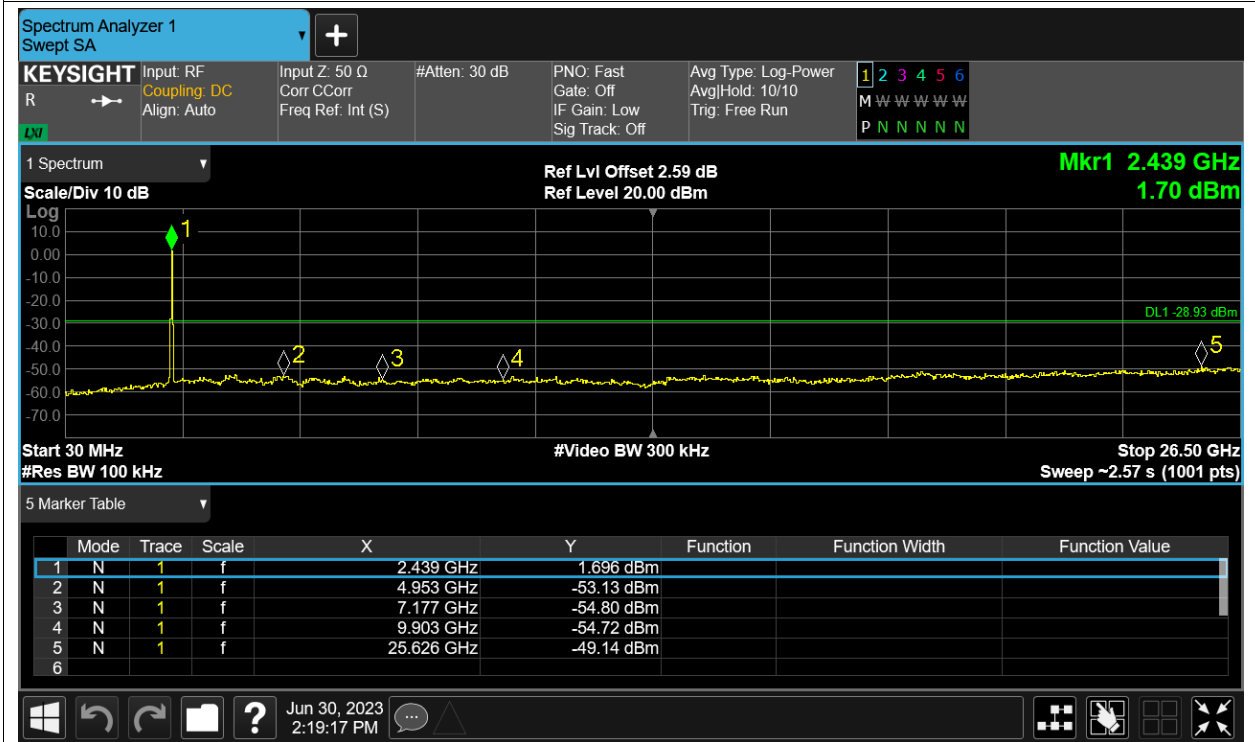 Spectrum Analyzer 1
Swept SA
+
KEYSIGHT
R
LXI
Input: RF
Coupling: DC
Align: Auto
Input Z: 50 Ω
Corr CCorr
Freq Ref: Int (S)
#Atten: 30 dB
PNO: Fast
Gate: Off
IF Gain: Low
Sig Track: Off
Avg Type: Log-Power
Avg|Hold: 10/10
Trig: Free Run
1 2 3 4 5 6
M W W W W W
P N N N N N
1 Spectrum
Scale/Div 10 dB
Ref Lvl Offset 2.59 dB
Ref Level 20.00 dBm
Mkr1 2.439 GHz
1.70 dBm
Log
10.0
0.00
-10.0
-20.0
-30.0
-40.0
-50.0
-60.0
-70.0
1
2
3
4
5
DL1 -28.93 dBm
Start 30 MHz
#Res BW 100 kHz
#Video BW 300 kHz
Stop 26.50 GHz
Sweep ~2.57 s (1001 pts)
5 Marker Table
Mode Trace Scale X Y Function Function Width Function Value
1 N 1 f 2.439 GHz 1.696 dBm
2 N 1 f 4.953 GHz -53.13 dBm
3 N 1 f 7.177 GHz -54.80 dBm
4 N 1 f 9.903 GHz -54.72 dBm
5 N 1 f 25.626 GHz -49.14 dBm
6
?
Jun 30, 2023
2:19:17 PM